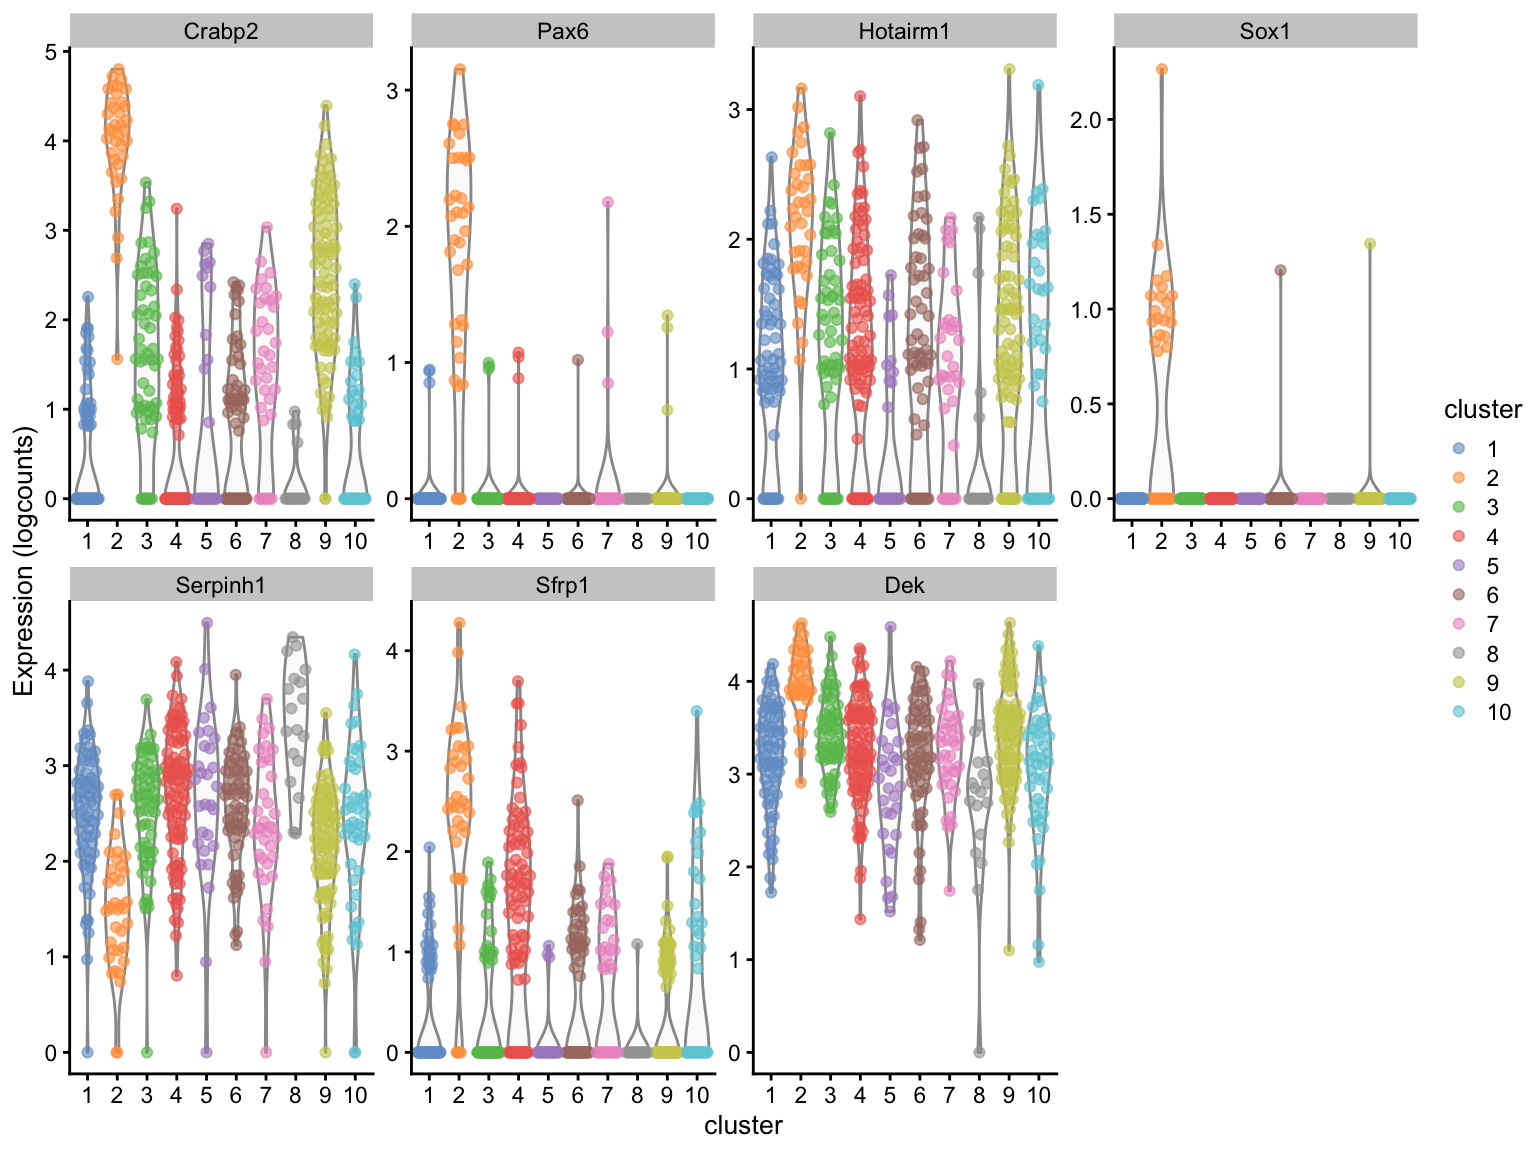 Crabp2 Pax6 Hotairm1 Sox1
5 4 3 2 1 0
3 2 1 0
3 2 1 0
2.0 1.5 1.0 0.5 0.0
1 2 3 4 5 6 7 8 9 10
1 2 3 4 5 6 7 8 9 10
1 2 3 4 5 6 7 8 9 10
1 2 3 4 5 6 7 8 9 10
Expression (logcounts)
Serpinh1 Sfrp1 Dek
4 3 2 1 0
4 3 2 1 0
4 3 2 1 0
1 2 3 4 5 6 7 8 9 10
1 2 3 4 5 6 7 8 9 10
1 2 3 4 5 6 7 8 9 10
cluster
cluster
1
2
3
4
5
6
7
8
9
10